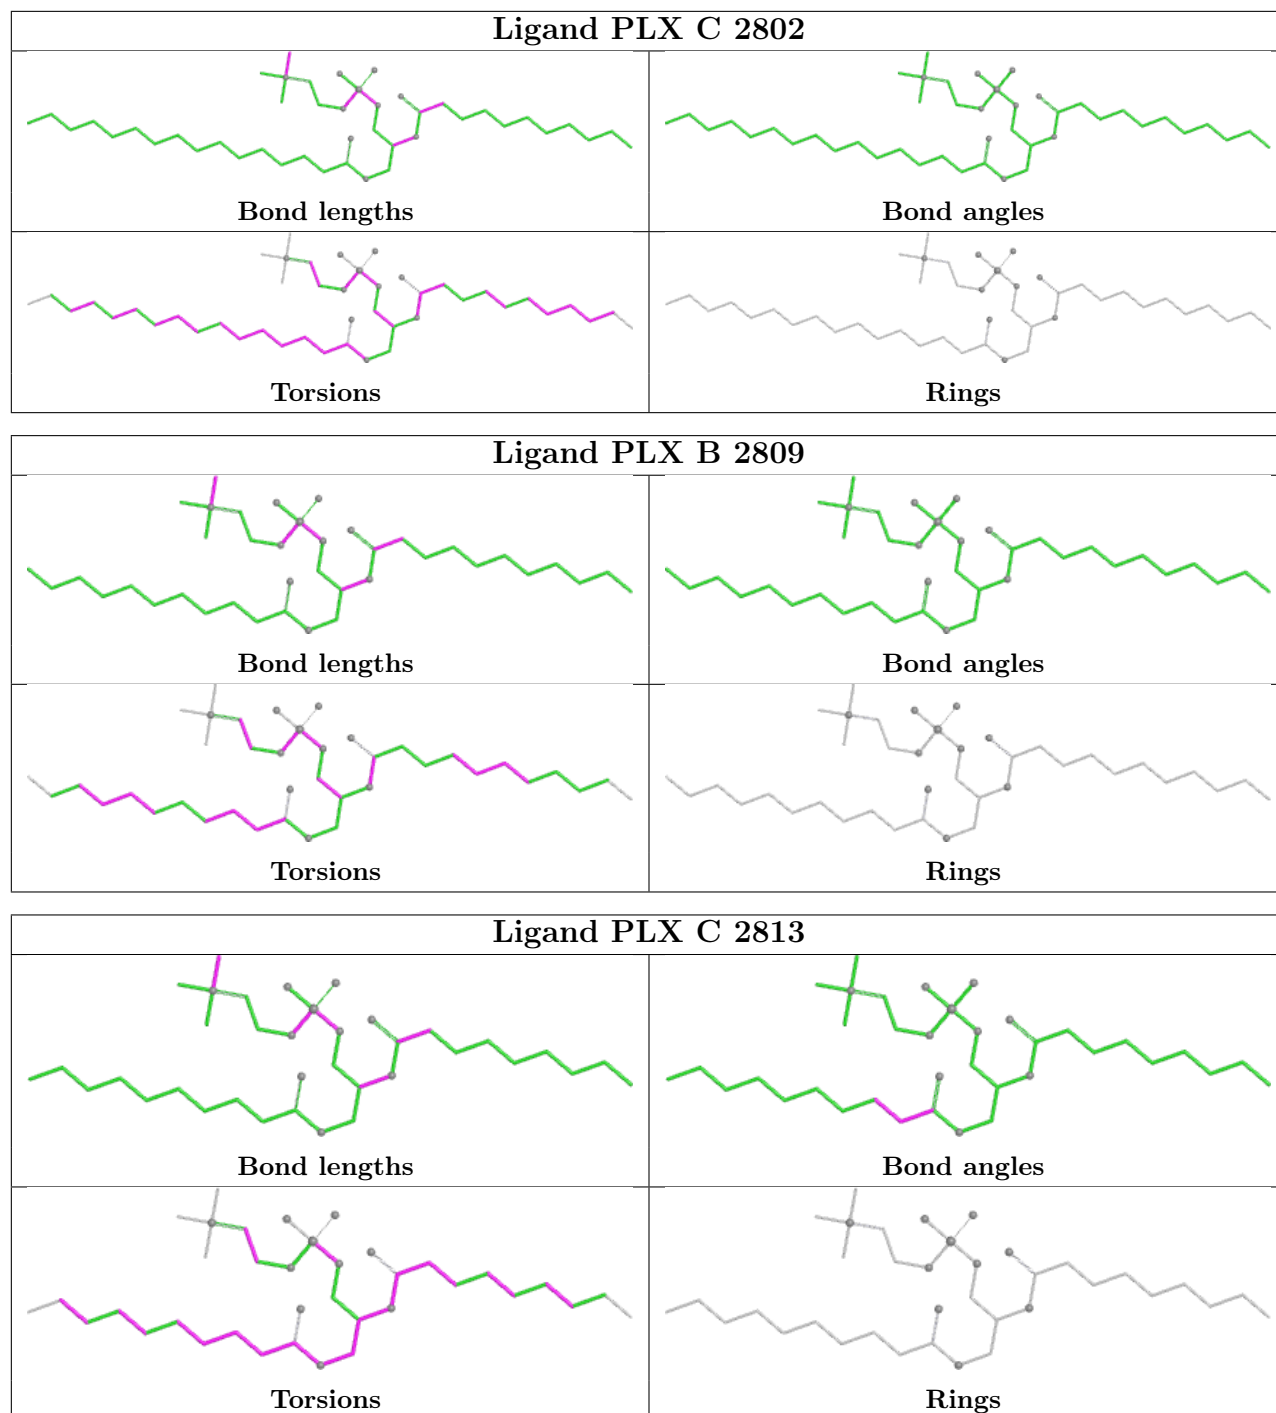 Ligand PLX C 2802
Bond lengths
Bond angles
Torsions
Rings
Ligand PLX B 2809
Bond lengths
Bond angles
Torsions
Rings
Ligand PLX C 2813
Bond lengths
Bond angles
Torsions
Rings